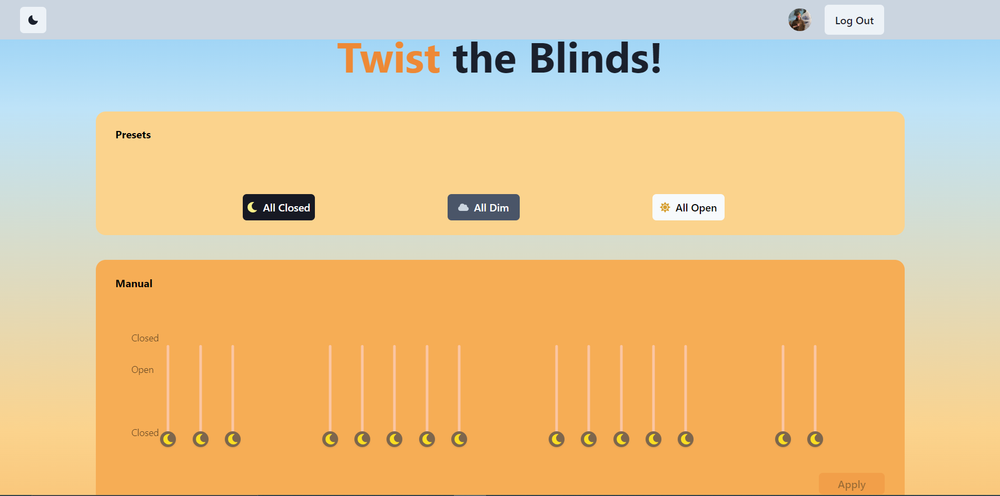 Log Out
Twist the Blinds!
Presets
All Closed
All Dim
All Open
Manual
Closed
Open
Closed
Apply